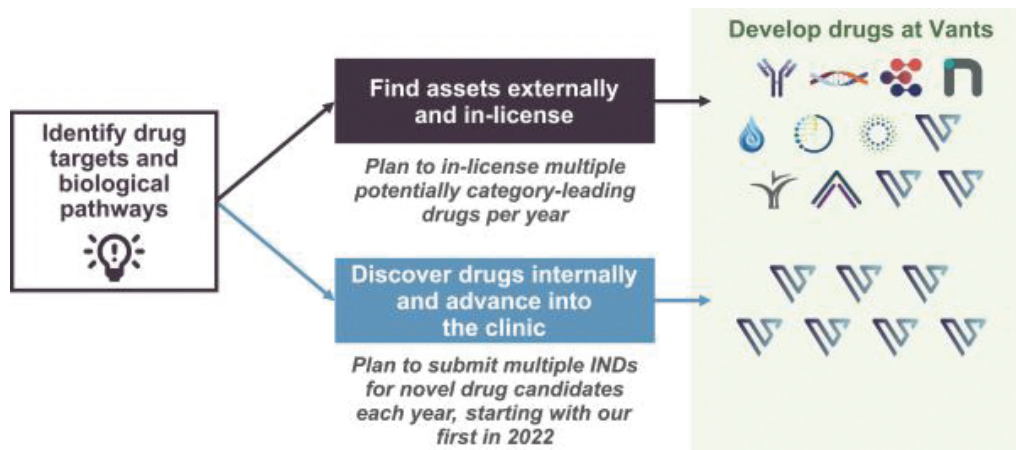 Develop drugs at Vants
Identify drug
targets and
biological
pathways
Find assets externally
and in-license
Plan to in-license multiple
potentially category-leading
drugs per year
Discover drugs internally
and advance into
the clinic
Plan to submit multiple INDs
for novel drug candidates
each year, starting with our
first in 2022